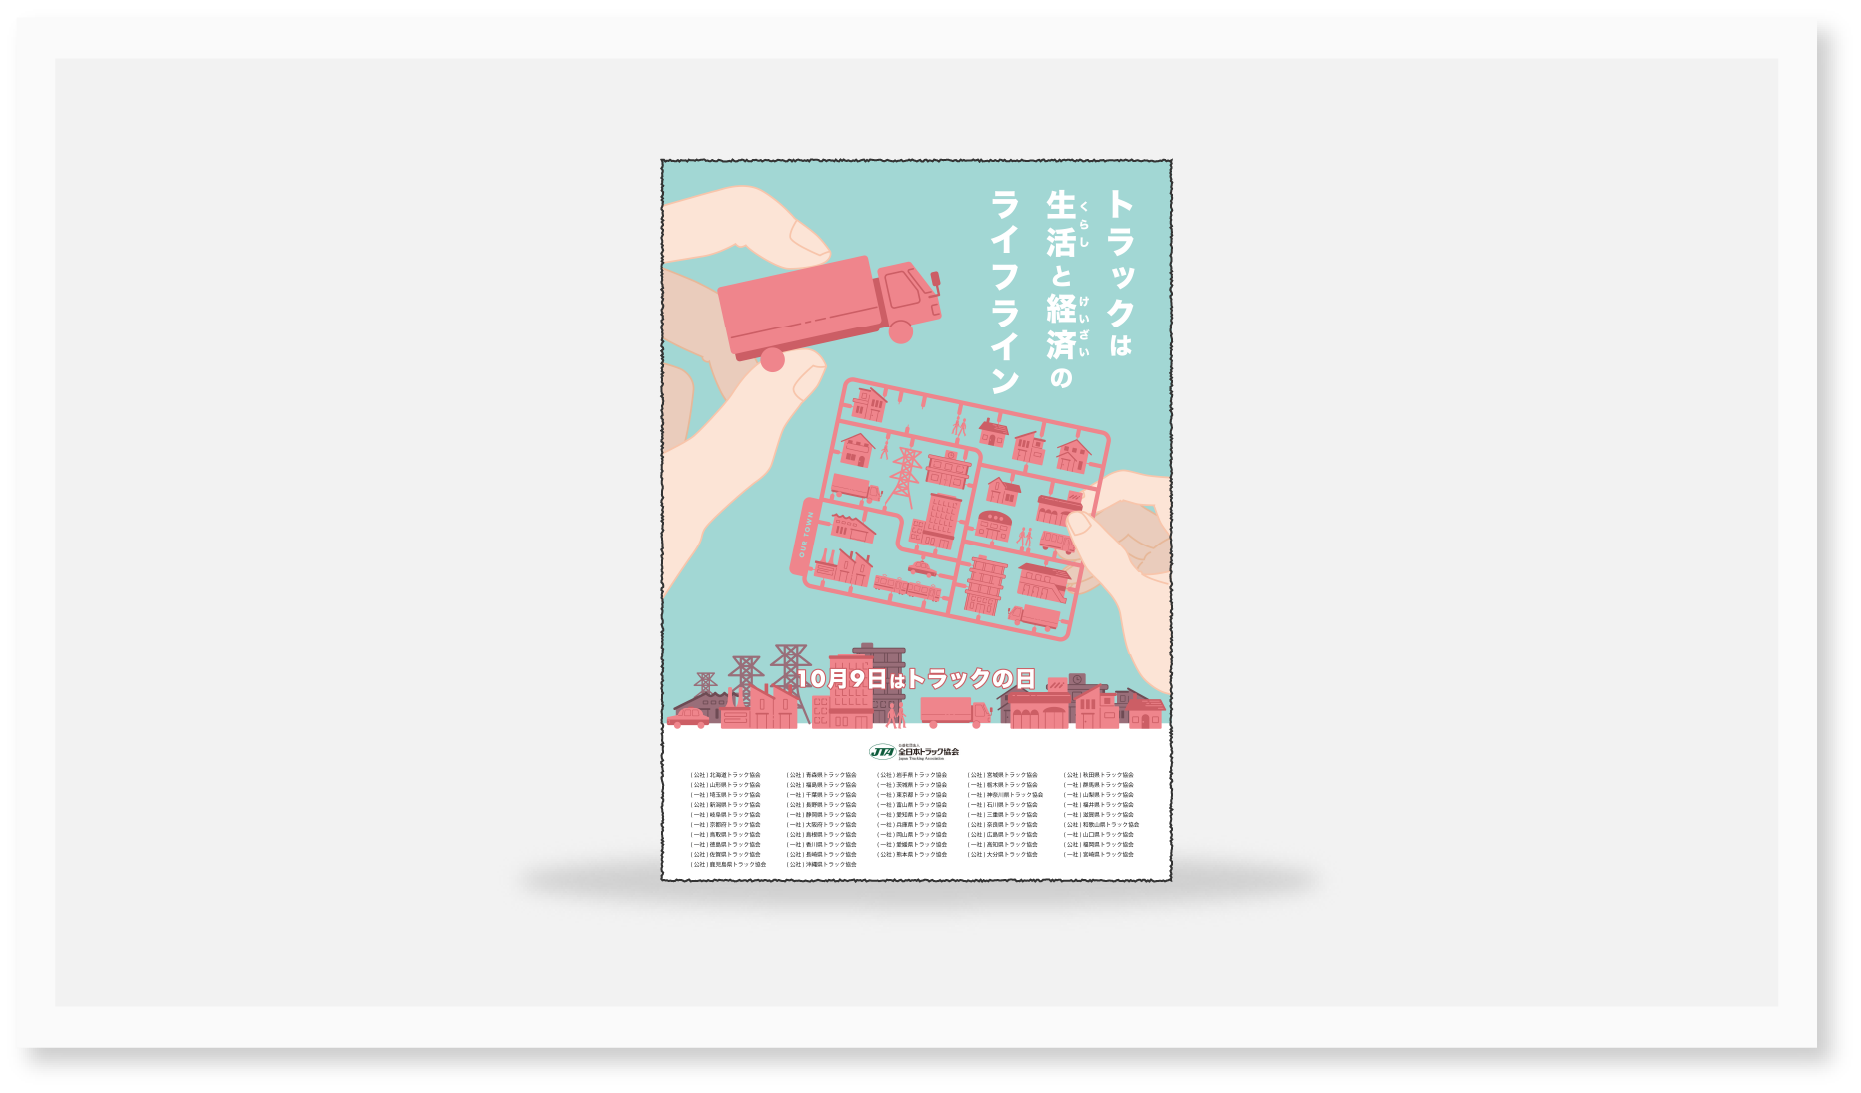 トラックは
生活と経済の
くらし
けいざい
ライフライン
OUR TOWN
10月9日はトラックの日
JTA
公益社団法人
全日本トラック協会
Japan Trucking Association
(公社)北海道トラック協会 (公社)青森県トラック協会 (公社)岩手県トラック協会 (公社)宮城県トラック協会 (公社)秋田県トラック協会
(公社)山形県トラック協会 (公社)福島県トラック協会 (一社)茨城県トラック協会 (一社)栃木県トラック協会 (一社)群馬県トラック協会
(一社)埼玉県トラック協会 (一社)千葉県トラック協会 (一社)東京都トラック協会 (一社)神奈川県トラック協会 (一社)山梨県トラック協会
(公社)新潟県トラック協会 (公社)長野県トラック協会 (一社)富山県トラック協会 (一社)石川県トラック協会 (一社)福井県トラック協会
(一社)岐阜県トラック協会 (一社)静岡県トラック協会 (一社)愛知県トラック協会 (一社)三重県トラック協会 (一社)滋賀県トラック協会
(一社)京都府トラック協会 (一社)大阪府トラック協会 (一社)兵庫県トラック協会 (公社)奈良県トラック協会 (公社)和歌山県トラック協会
(一社)鳥取県トラック協会 (公社)島根県トラック協会 (一社)岡山県トラック協会 (公社)広島県トラック協会 (一社)山口県トラック協会
(一社)徳島県トラック協会 (一社)香川県トラック協会 (一社)愛媛県トラック協会 (一社)高知県トラック協会 (公社)福岡県トラック協会
(公社)佐賀県トラック協会 (公社)長崎県トラック協会 (公社)熊本県トラック協会 (公社)大分県トラック協会 (一社)宮崎県トラック協会
(公社)鹿児島県トラック協会 (公社)沖縄県トラック協会